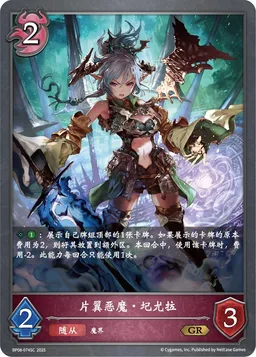 2
1：展示自己牌组顶部的1张卡牌。如果展示的卡牌的原本
费用为2，则将其放置到额外区。本回合中，使用该卡牌时，费用
-2。此能力每回合只能使用1次。
片翼恶魔·圮尤拉
2
随从 魔界 GR
3
© Cygames, Inc. Published by NetEase Games